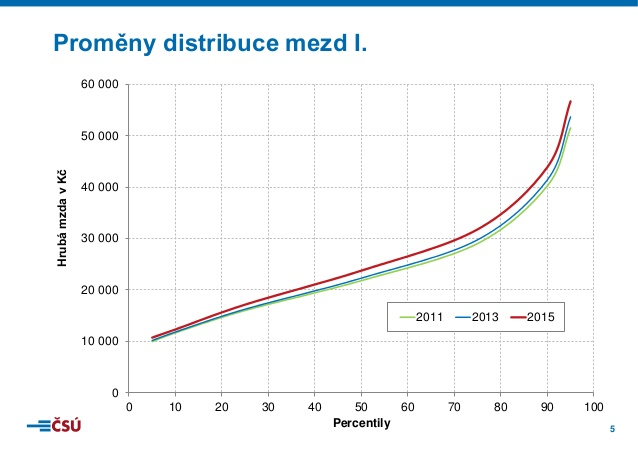 Proměny distribuce mezd I.
60 000
50 000
40 000
30 000
20 000
10 000
0
Hrubá mzda v Kč
2011 2013 2015
0 10 20 30 40 50 60 70 80 90 100
Percentily
ČSÚ
5